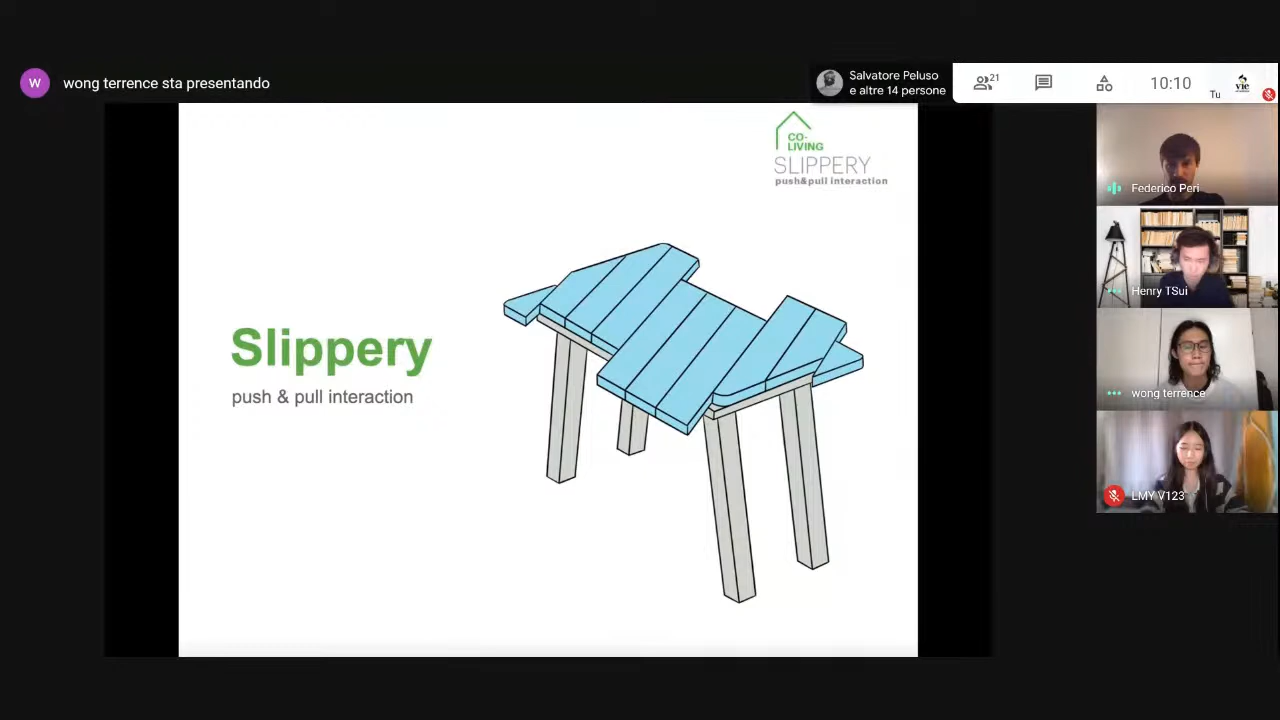 W
wong terrence sta presentando
Salvatore Peluso
e altre 14 persone
21
10:10
Tu
vie
CO-
LIVING
SLIPPERY
push&pull interaction
Slippery
push & pull interaction
Federico Peri
Henry TSui
wong terrence
LMY V123